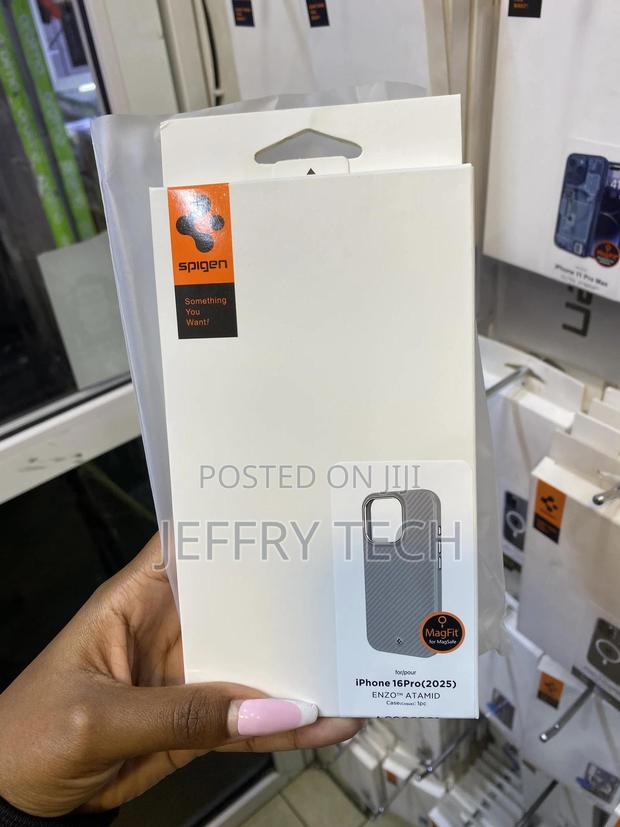 spigen
Something
You
Want!
POSTED ON JIJI
JEFFRY TECH
MagFit
for MagSafe
for/pour
iPhone 16Pro(2025)
ENZO™ ATAMID
Case(Coque): 1pc
MagFit
iPhone 11 Pro Max